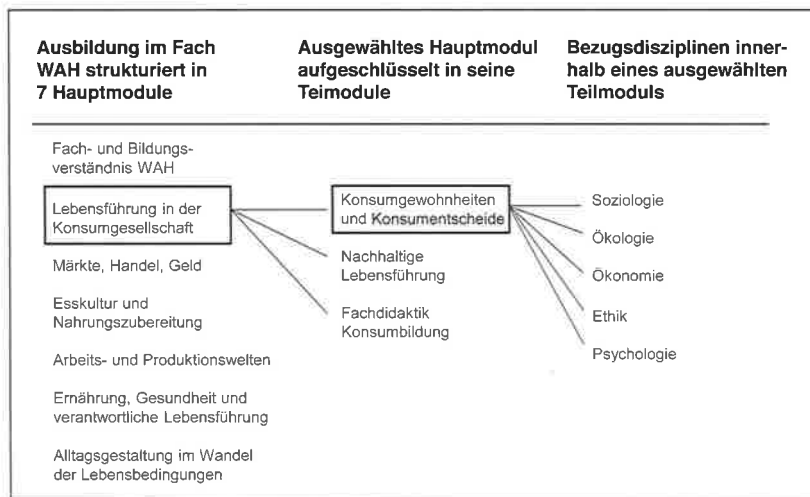 Ausbildung im Fach
WAH strukturiert in
7 Hauptmodule
Ausgewähltes Hauptmodul
aufgeschlüsselt in seine
Teimodule
Bezugsdisziplinen inner-
halb eines ausgewählten
Teilmoduls
Fach- und Bildungs-
verständnis WAH
Lebensführung in der
Konsumgesellschaft
Märkte, Handel, Geld
Esskultur und
Nahrungszubereitung
Arbeits- und Produktionswelten
Ernährung, Gesundheit und
verantwortliche Lebensführung
Alltagsgestaltung im Wandel
der Lebensbedingungen
Konsumgewohnheiten
und Konsumentscheide
Nachhaltige
Lebensführung
Fachdidaktik
Konsumbildung
Soziologie
Ökologie
Ökonomie
Ethik
Psychologie